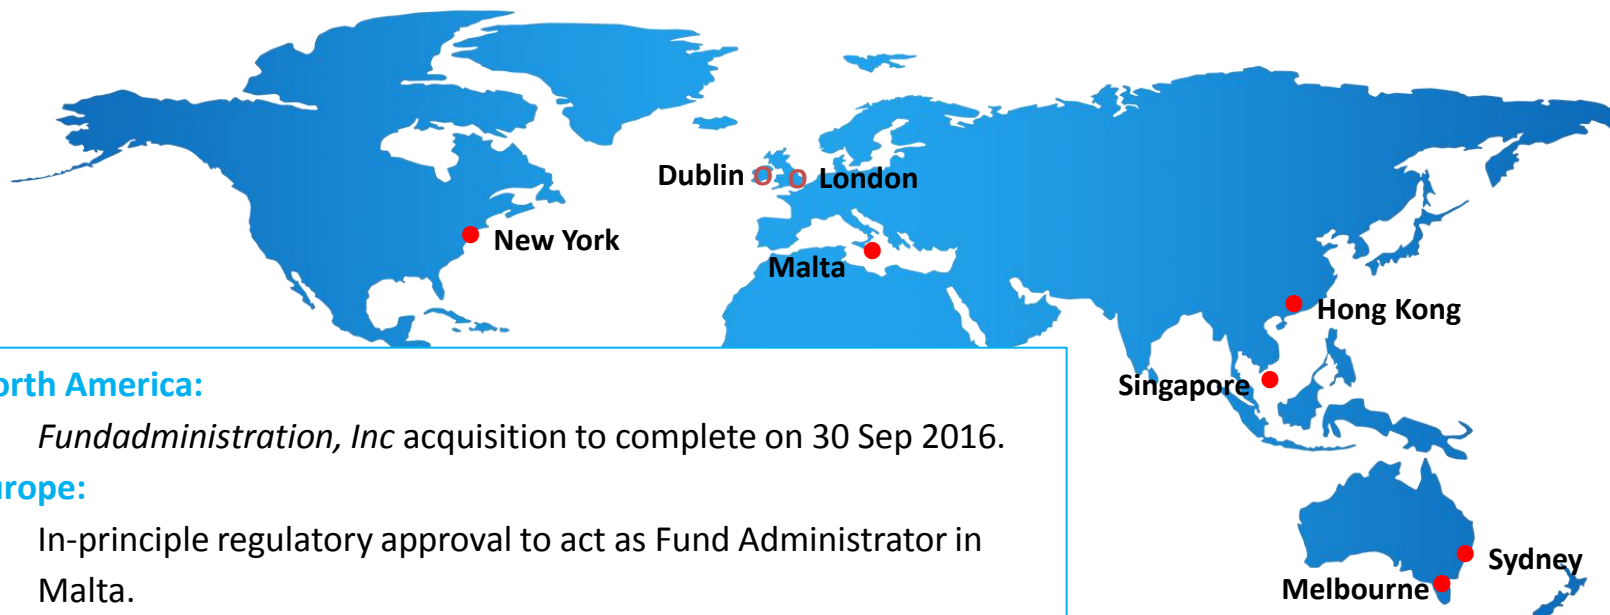 Dublin
London
New York
Malta
Hong Kong
Singapore
orth America:
Fundadministration, Inc acquisition to complete on 30 Sep 2016.
urope:
In-principle regulatory approval to act as Fund Administrator in
Malta.
Sydney
Melbourne